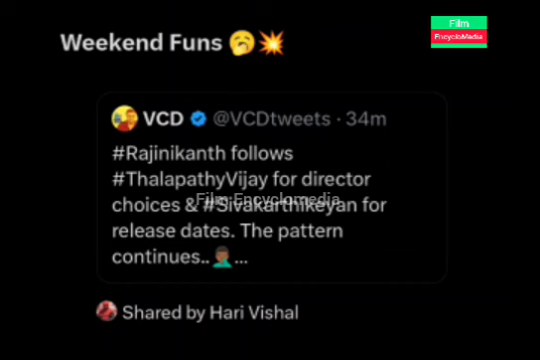 Film
EncycloMedia
Weekend Funs 🥱💥
VCD @VCDtweets · 34m
#Rajinikanth follows
#ThalapathyVijay for director
choices & #Sivakarthikeyan for
Film Encyclomedia
release dates. The pattern
continues..🤦🏾‍♂️...
Shared by Hari Vishal